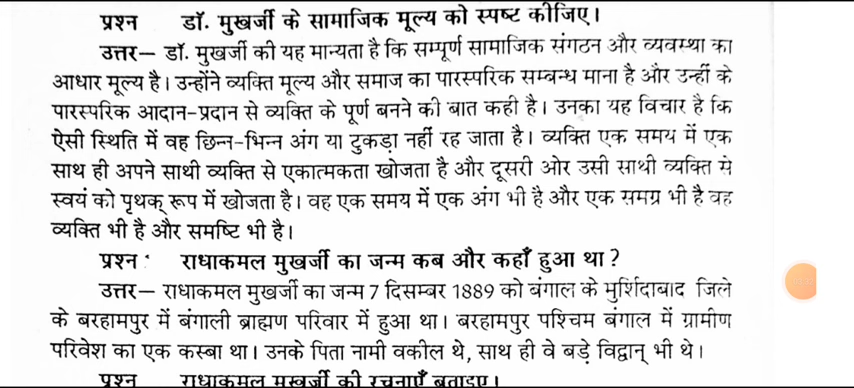 प्रश्न डॉ. मुखर्जी के सामाजिक मूल्य को स्पष्ट कीजिए।
उत्तर— डॉ. मुखर्जी की यह मान्यता है कि सम्पूर्ण सामाजिक संगठन और व्यवस्था का
आधार मूल्य है। उन्होंने व्यक्ति मूल्य और समाज का पारस्परिक सम्बन्ध माना है और उन्हीं के
पारस्परिक आदान-प्रदान से व्यक्ति के पूर्ण बनने की बात कही है। उनका यह विचार है कि
ऐसी स्थिति में वह छिन्न-भिन्न अंग या टुकड़ा नहीं रह जाता है। व्यक्ति एक समय में एक
साथ ही अपने साथी व्यक्ति से एकात्मकता खोजता है और दूसरी ओर उसी साथी व्यक्ति से
स्वयं को पृथक् रूप में खोजता है। वह एक समय में एक अंग भी है और एक समग्र भी है वह
व्यक्ति भी है और समष्टि भी है।
प्रश्न राधाकमल मुखर्जी का जन्म कब और कहाँ हुआ था?
उत्तर— राधाकमल मुखर्जी का जन्म 7 दिसम्बर 1889 को बंगाल के मुर्शिदाबाद जिले
के बरहामपुर में बंगाली ब्राह्मण परिवार में हुआ था। बरहामपुर पश्चिम बंगाल में ग्रामीण
परिवेश का एक कस्बा था। उनके पिता नामी वकील थे, साथ ही वे बड़े विद्वान् भी थे।
प्रश्न राधाकमल मुखर्जी की रचनाएँ बताइए।